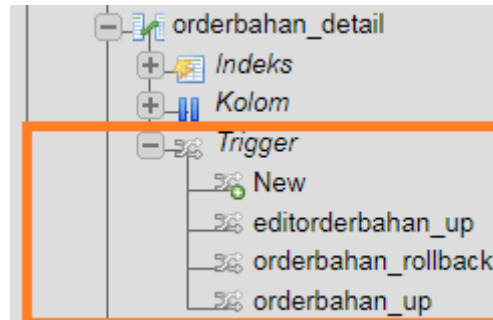 orderbahan_detail
Indeks
Kolom
Trigger
New
editorderbahan_up
orderbahan_rollback
orderbahan_up